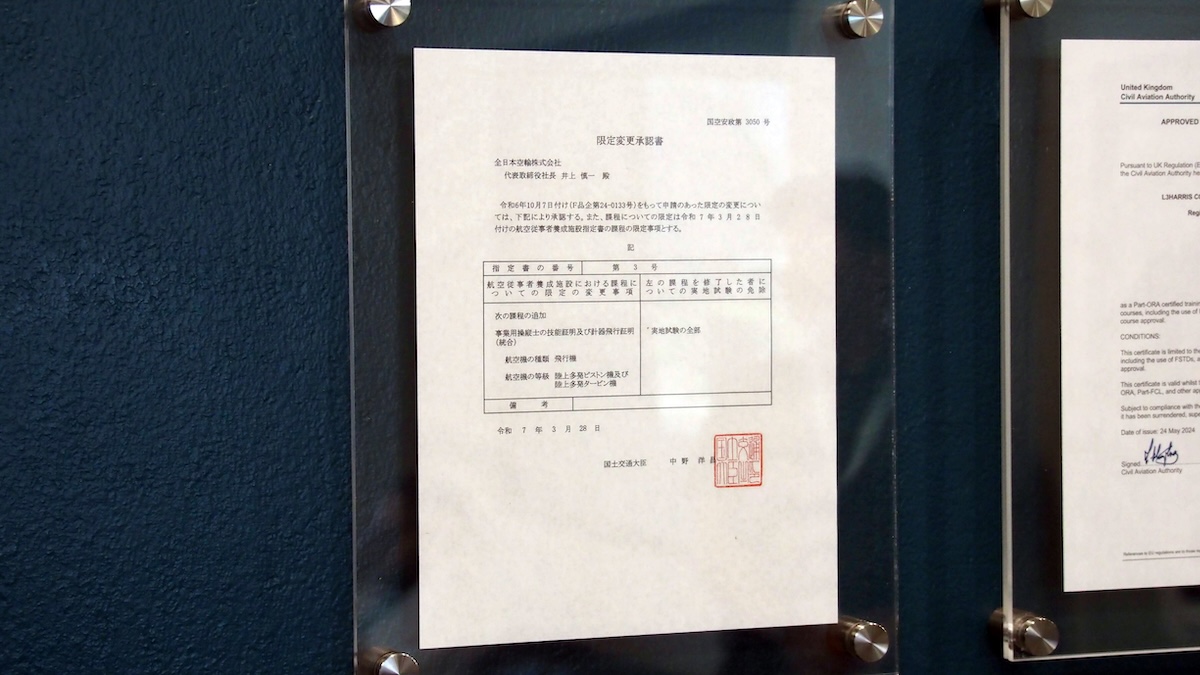 国空安政第 3050 号
限定変更承認書
全日本空輸株式会社
代表取締役社長 井上 慎一 殿
令和6年10月7日付け(F品企第24-0133号)をもって申請のあった限定の変更につい
ては、下記により承認する。また、課程についての限定は令和 7 年 3 月 2 8 日
付けの航空従事者養成施設指定書の課程の限定事項とする。
記
指 定 書 の 番 号
第 3 号
航空従事者養成施設における課程に
ついての限定の変更事項
左の課程を修了した者に
ついての実地試験の免除
次の課程の追加
事業用操縦士の技能証明及び計器飛行証明
(統合)
実地試験の全部
航空機の種類 飛行機
航空機の等級 陸上多発ピストン機及び
陸上多発タービン機
備 考
令和 7 年 3 月 28 日
国土交通大臣 中 野 洋
United Kingdom
Civil Aviation Authority
APPROVED
Pursuant to UK Regulation (E
the Civil Aviation Authority he
L3HARRIS CO
Regi
as a Part-ORA certified training
courses, including the use of
course approval.
CONDITIONS:
This certificate is limited to the
including the use of FSTDs, a
approval.
This certificate is valid whilst
ORA, Part-FCL, and other ap
Subject to compliance with the
it has been surrendered, supe
Date of issue: 24 May 2024
Signed:
Civil Aviation Authority